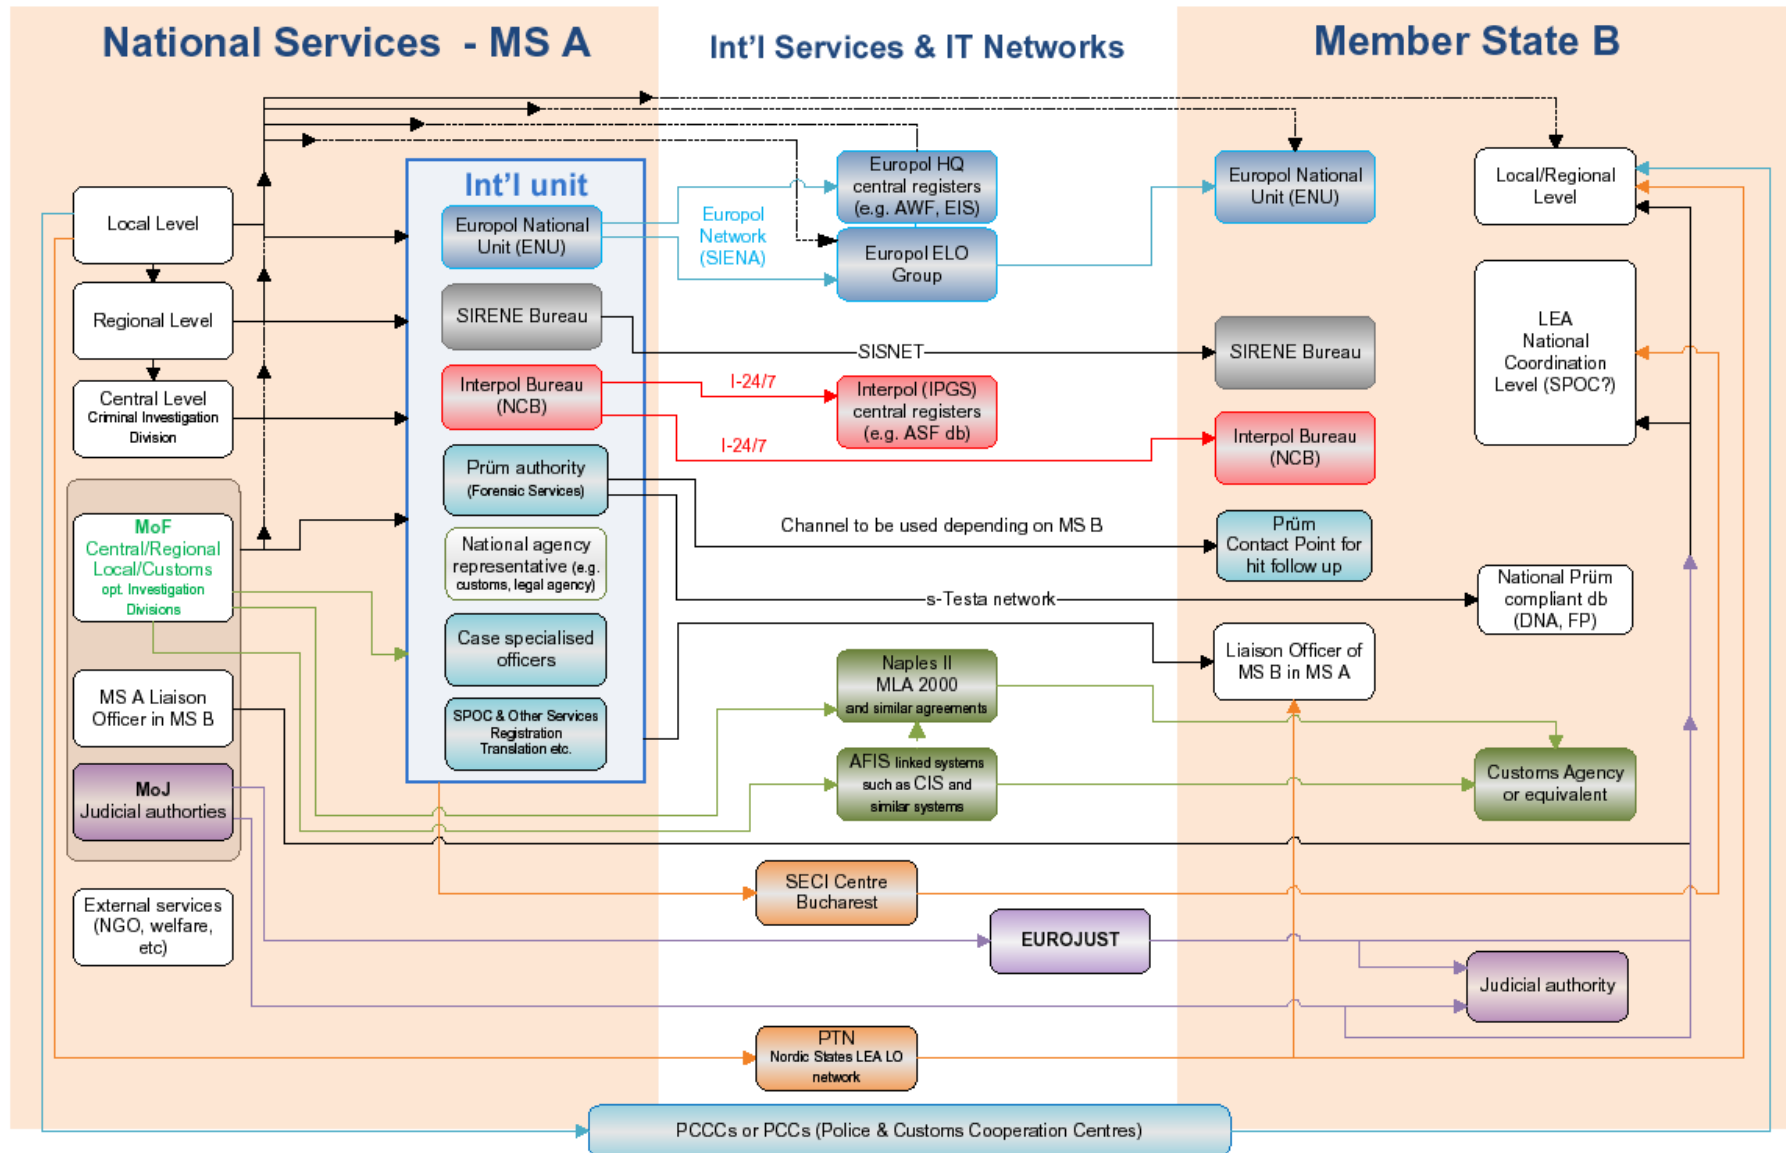 National Services - MS A
Int'l Services & IT Networks
Member State B
Local Level
Regional Level
Central Level
Criminal Investigation
Division
MoF
Central/Regional
Local/Customs
opt. Investigation
Divisions
MS A Liaison
Officer in MS B
MoJ
Judicial authorties
External services
(NGO, welfare,
etc)
Int'l unit
Europol National
Unit (ENU)
SIRENE Bureau
Interpol Bureau
(NCB)
Prüm authority
(Forensic Services)
National agency
representative (e.g.
customs, legal agency)
Case specialised
officers
SPOC & Other Services
Registration
Translation etc.
Europol
Network
(SIENA)
Europol HQ
central registers
(e.g. AWF, EIS)
Europol ELO
Group
SISNET
I-24/7
Interpol (IPGS)
central registers
(e.g. ASF db)
I-24/7
Channel to be used depending on MS B
s-Testa network
Naples II
MLA 2000
and similar agreements
AFIS linked systems
such as CIS and
similar systems
SECI Centre
Bucharest
EUROJUST
PTN
Nordic States LEA LO
network
PCCCs or PCCs (Police & Customs Cooperation Centres)
Europol National
Unit (ENU)
SIRENE Bureau
Interpol Bureau
(NCB)
Prüm
Contact Point for
hit follow up
Liaison Officer of
MS B in MS A
Local/Regional
Level
LEA
National
Coordination
Level (SPOC?)
National Prüm
compliant db
(DNA, FP)
Customs Agency
or equivalent
Judicial authority